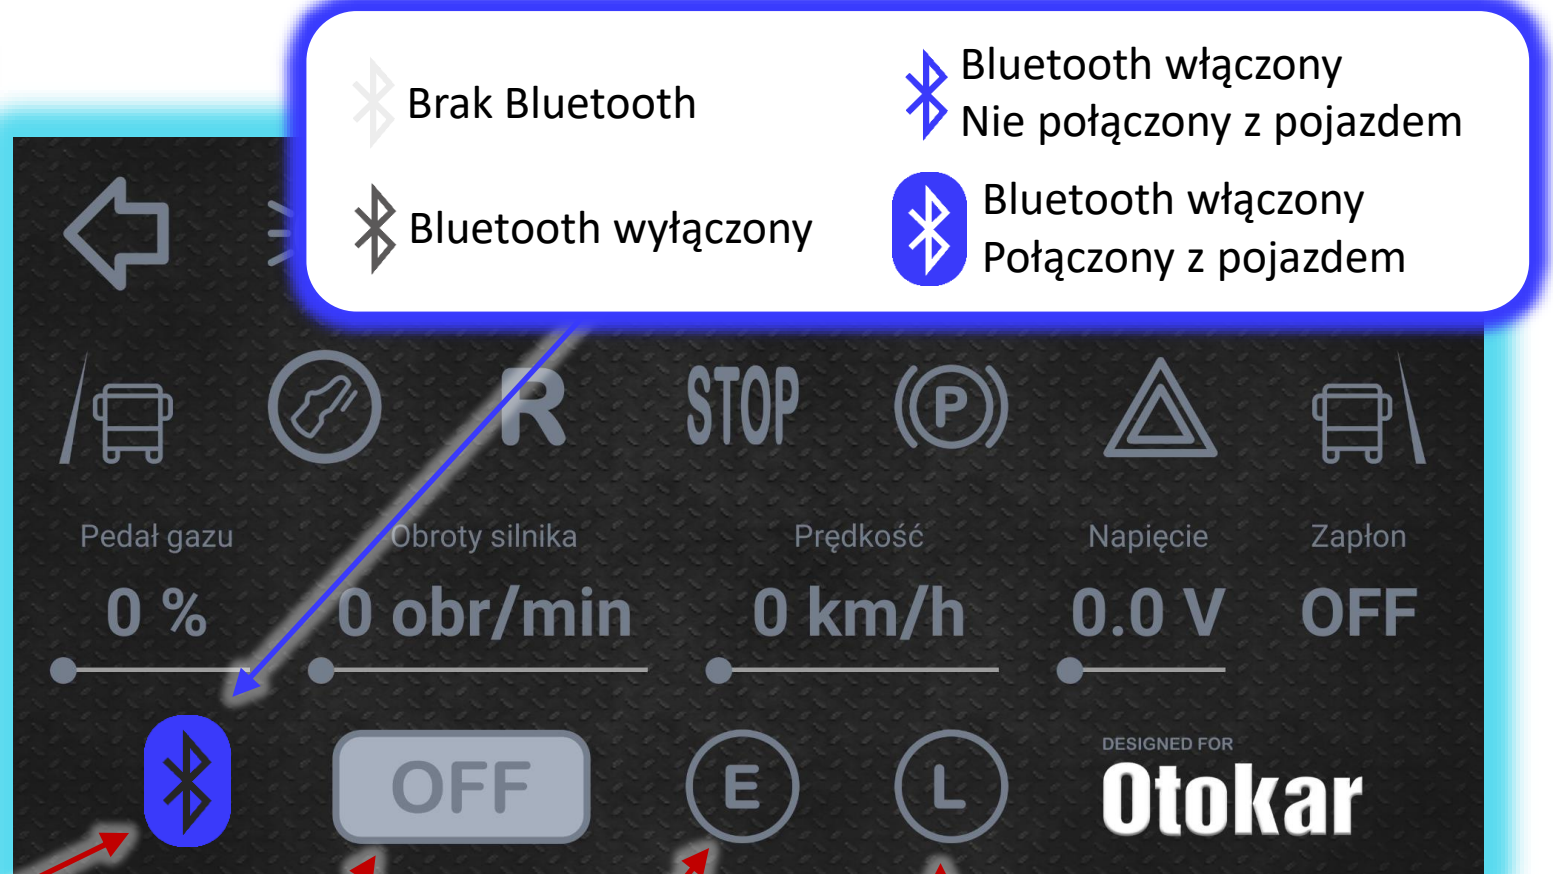 Brak Bluetooth
Bluetooth włączony
Nie połączony z pojazdem
Bluetooth wyłączony
Bluetooth włączony
Połączony z pojazdem
R
STOP
P
Pedał gazu
Obroty silnika
Prędkość
Napięcie
Zapłon
0 %
0 obr/min
0 km/h
0.0 V
OFF
OFF
E
L
DESIGNED FOR
Otokar